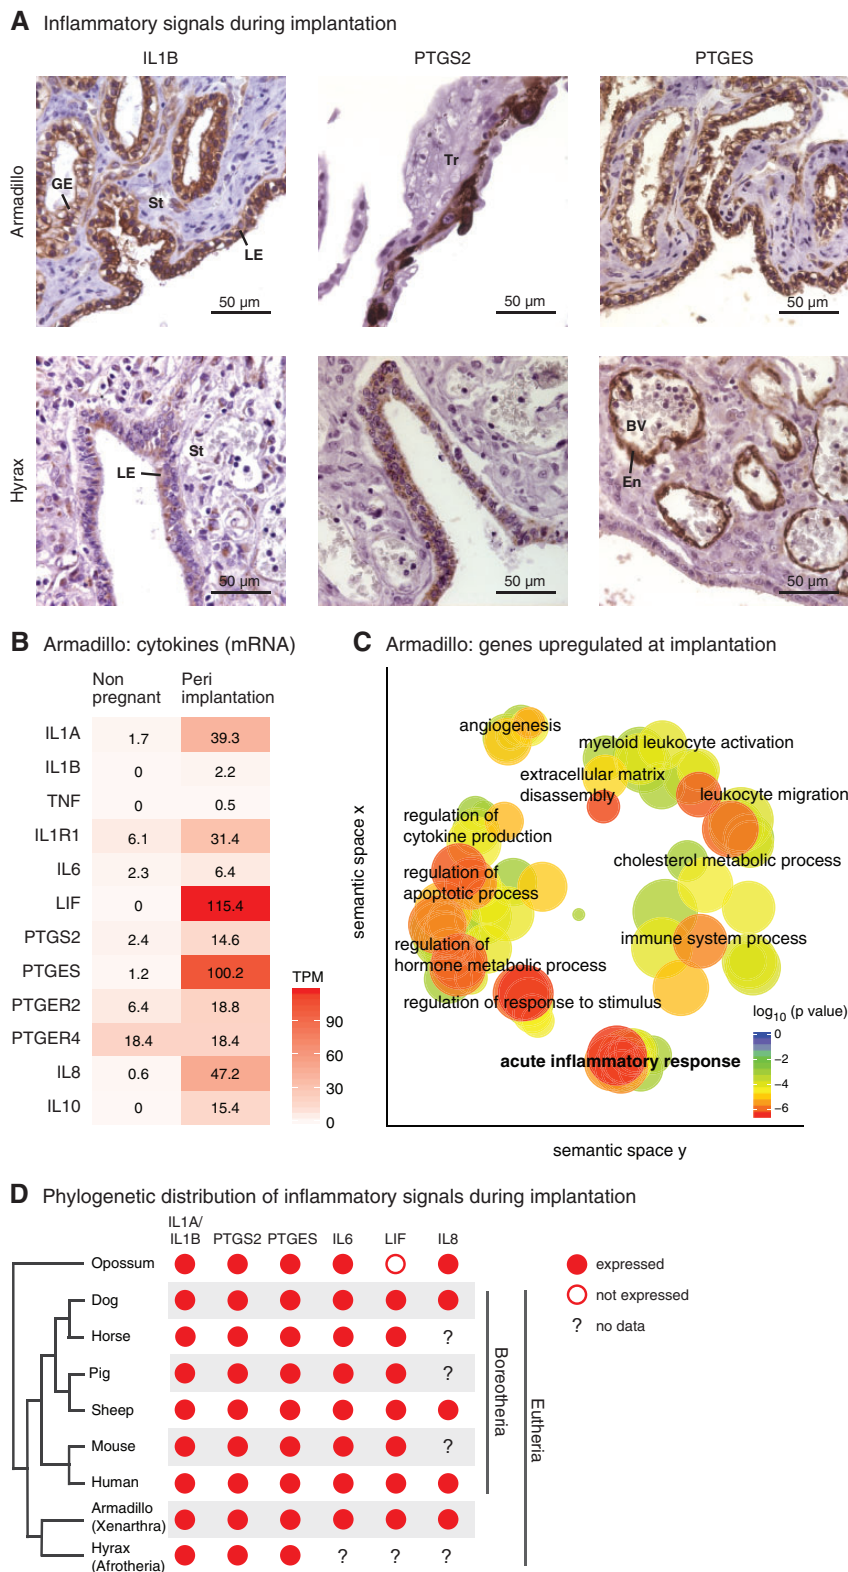 A Inflammatory signals during implantation
IL1B PTGS2 PTGES
Armadillo
GE
St
LE
50 µm
Tr
50 µm
50 µm
Hyrax
LE
St
50 µm
50 µm
BV
En
50 µm
B Armadillo: cytokines (mRNA)
Non pregnant
Peri implantation
IL1A 1.7 39.3
IL1B 0 2.2
TNF 0 0.5
IL1R1 6.1 31.4
IL6 2.3 6.4
LIF 0 115.4
PTGS2 2.4 14.6
PTGES 1.2 100.2
PTGER2 6.4 18.8
PTGER4 18.4 18.4
IL8 0.6 47.2
IL10 0 15.4
TPM
90
60
30
0
C Armadillo: genes upregulated at implantation
semantic space x
angiogenesis
myeloid leukocyte activation
extracellular matrix
disassembly
leukocyte migration
regulation of
cytokine production
cholesterol metabolic process
regulation of
apoptotic process
immune system process
regulation of
hormone metabolic process
regulation of response to stimulus
acute inflammatory response
log10 (p value)
0
−2
−4
−6
semantic space y
D Phylogenetic distribution of inflammatory signals during implantation
IL1A/
IL1B PTGS2 PTGES IL6 LIF IL8
Opossum
Dog
Horse ?
Pig ?
Sheep
Mouse ?
Human
Armadillo
(Xenarthra)
Hyrax
(Afrotheria) ? ? ?
Boreotheria
Eutheria
expressed
not expressed
? no data